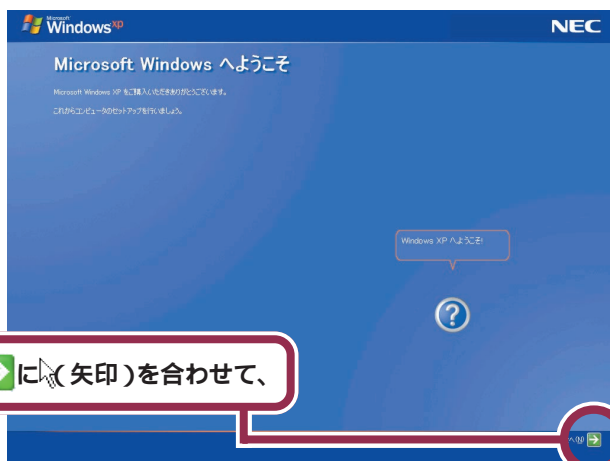 Microsoft
Windows xp
NEC
Microsoft Windows へようこそ
Microsoft Windows XP をご購入いただきありがとうございます。
これからコンピュータのセットアップを行いましょう。
Windows XP へようこそ!
?
に(矢印)を合わせて、
へ(N)